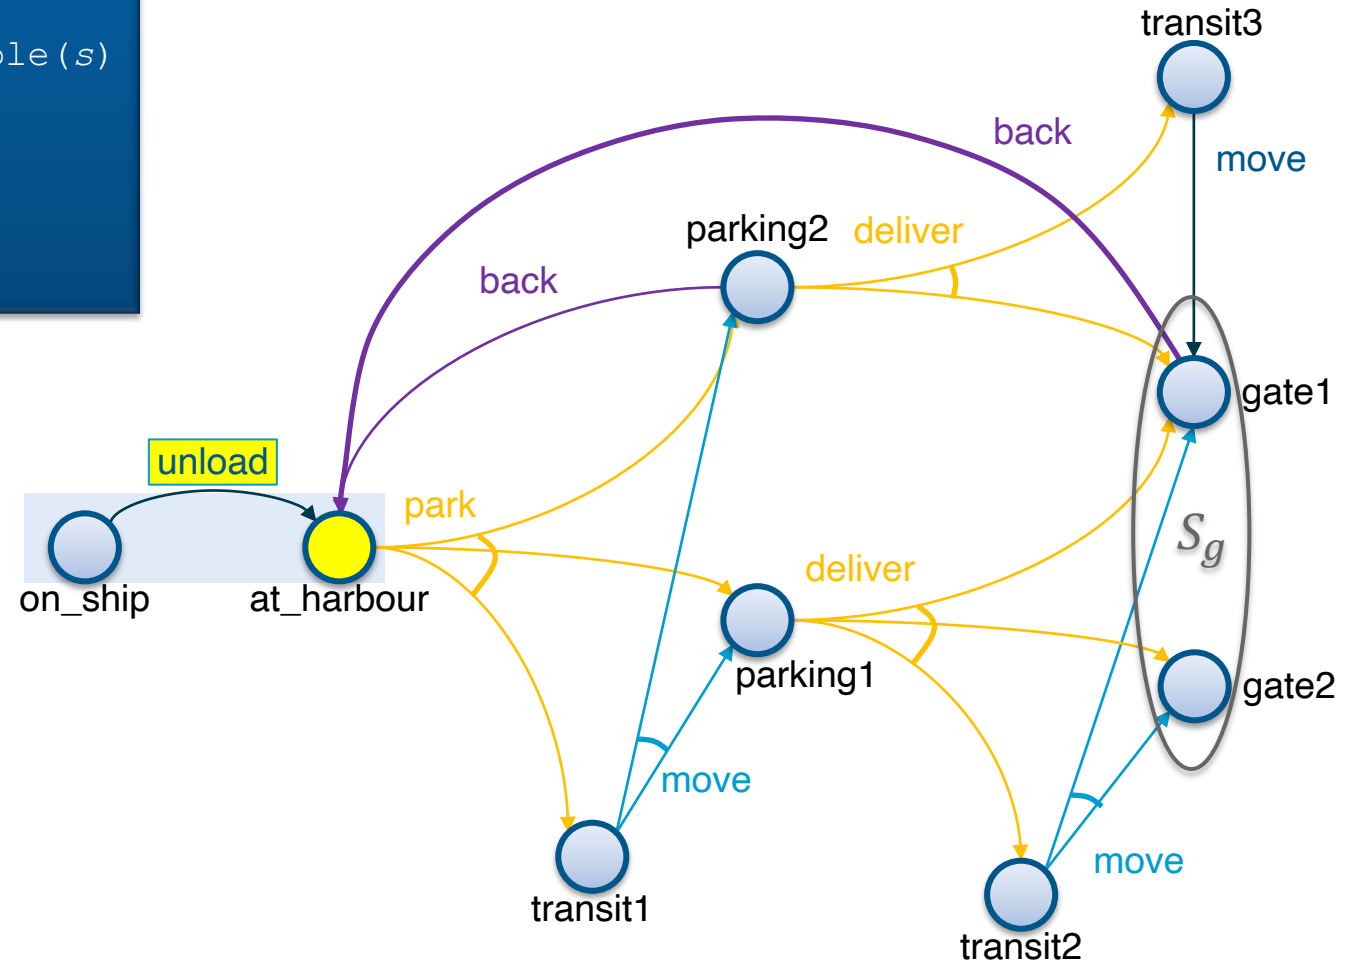 transit3
(s)
back
move
parking2
deliver
back
gate1
unload
park
S_g
deliver
on_ship
at_harbour
parking1
gate2
move
move
transit1
transit2